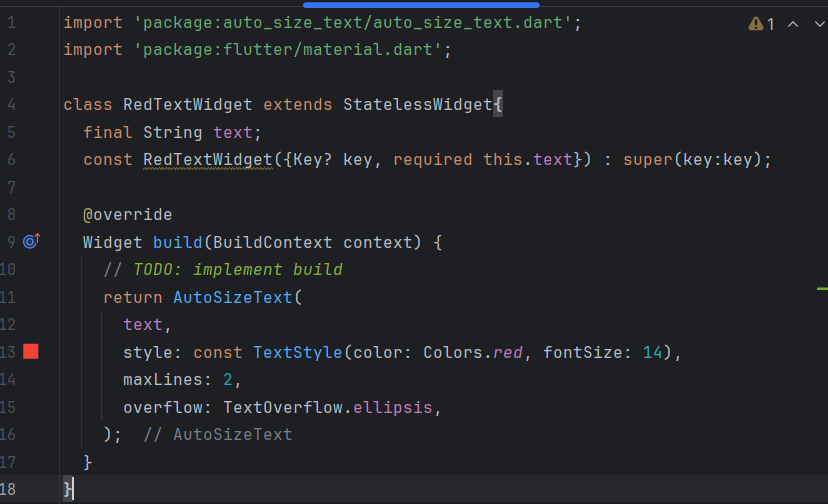 1 import 'package:auto_size_text/auto_size_text.dart'; 1
2 import 'package:flutter/material.dart';
3
4 class RedTextWidget extends StatelessWidget{
5 final String text;
6 const RedTextWidget({Key? key, required this.text}) : super(key:key);
7
8 @override
9 Widget build(BuildContext context) {
10 // TODO: implement build
11 return AutoSizeText(
12 text,
13 style: const TextStyle(color: Colors.red, fontSize: 14),
14 maxLines: 2,
15 overflow: TextOverflow.ellipsis,
16 ); // AutoSizeText
17 }
18 }